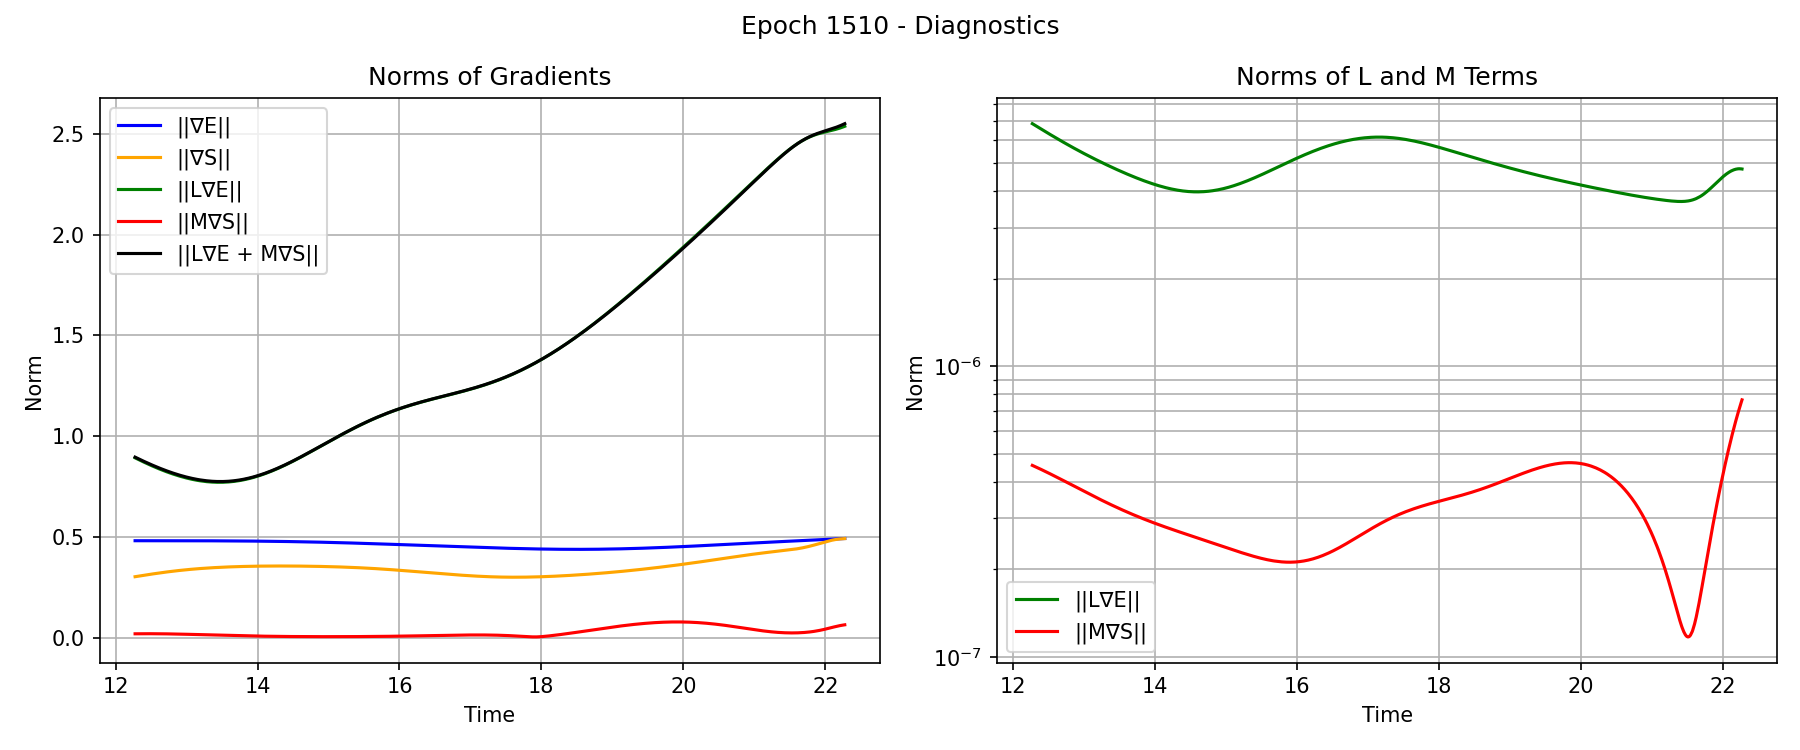 Epoch 1510 - Diagnostics
Norms of Gradients
2.5
2.0
1.5
1.0
0.5
0.0
Norm
||∇E||
||∇S||
||L∇E||
||M∇S||
||L∇E + M∇S||
12 14 16 18 20 22
Time
Norms of L and M Terms
10⁻⁶
10⁻⁷
Norm
||L∇E||
||M∇S||
12 14 16 18 20 22
Time